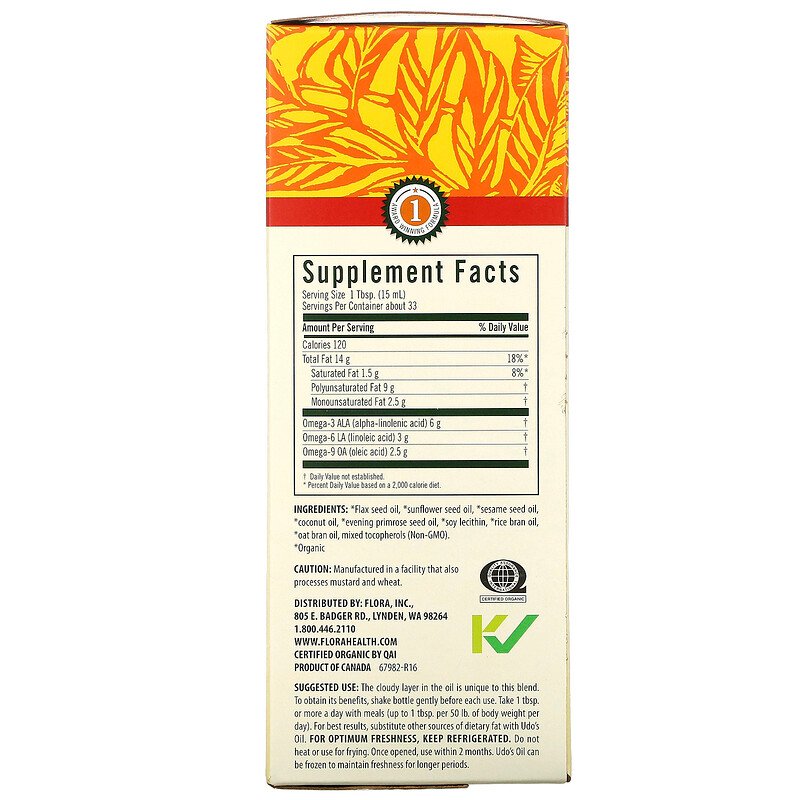 AWARD WINNING FORMULA
1
Supplement Facts
Serving Size 1 Tbsp. (15 mL)
Servings Per Container about 33
Amount Per Serving % Daily Value
Calories 120
Total Fat 14 g 18%*
Saturated Fat 1.5 g 8%*
Polyunsaturated Fat 9 g †
Monounsaturated Fat 2.5 g †
Omega-3 ALA (alpha-linolenic acid) 6 g †
Omega-6 LA (linoleic acid) 3 g †
Omega-9 OA (oleic acid) 2.5 g †
† Daily Value not established.
* Percent Daily Value based on a 2,000 calorie diet.
INGREDIENTS: *Flax seed oil, *sunflower seed oil, *sesame seed oil,
*coconut oil, *evening primrose seed oil, *soy lecithin, *rice bran oil,
*oat bran oil, mixed tocopherols (Non-GMO).
*Organic
CAUTION: Manufactured in a facility that also
processes mustard and wheat.
Q
CERTIFIED ORGANIC
DISTRIBUTED BY: FLORA, INC.,
805 E. BADGER RD., LYNDEN, WA 98264
1.800.446.2110
WWW.FLORAHEALTH.COM
CERTIFIED ORGANIC BY QAI
PRODUCT OF CANADA 67982-R16
KV
SUGGESTED USE: The cloudy layer in the oil is unique to this blend.
To obtain its benefits, shake bottle gently before each use. Take 1 tbsp.
or more a day with meals (up to 1 tbsp. per 50 lb. of body weight per
day). For best results, substitute other sources of dietary fat with Udo's
Oil. FOR OPTIMUM FRESHNESS, KEEP REFRIGERATED. Do not
heat or use for frying. Once opened, use within 2 months. Udo's Oil can
be frozen to maintain freshness for longer periods.